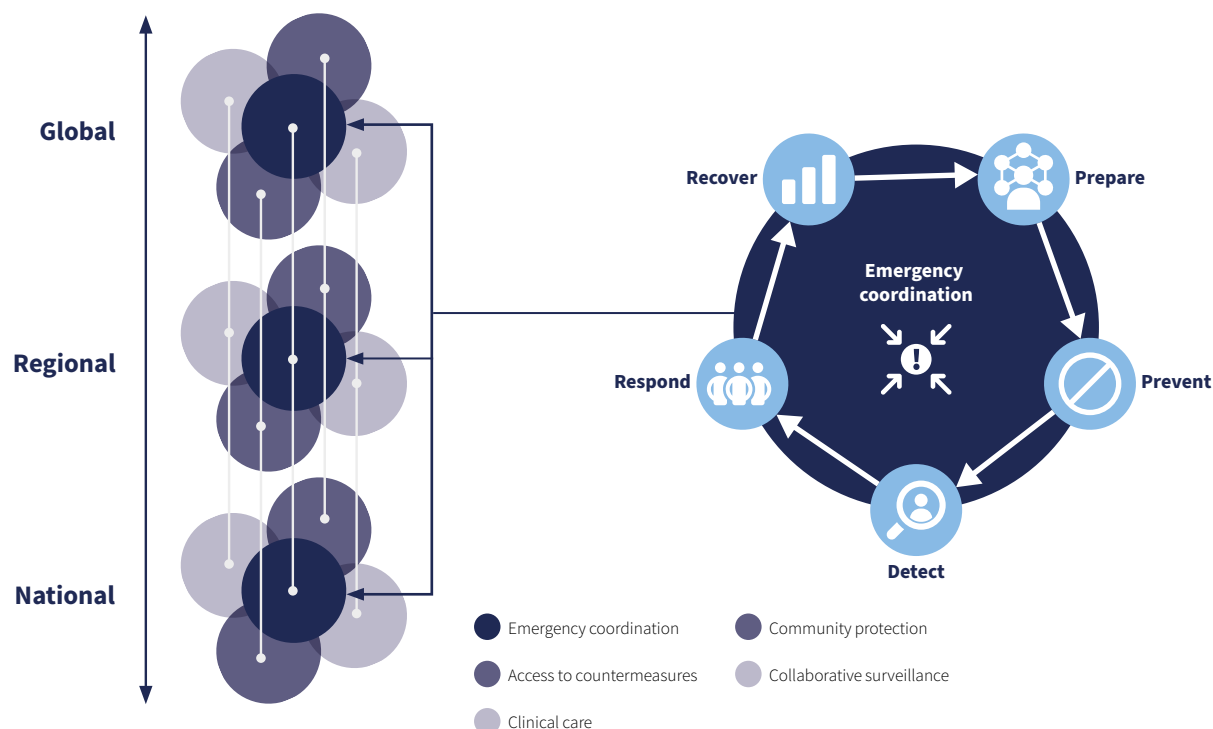 Global
Regional
National
Recover
Prepare
Emergency
coordination
Respond
Prevent
Detect
Emergency coordination
Community protection
Access to countermeasures
Collaborative surveillance
Clinical care